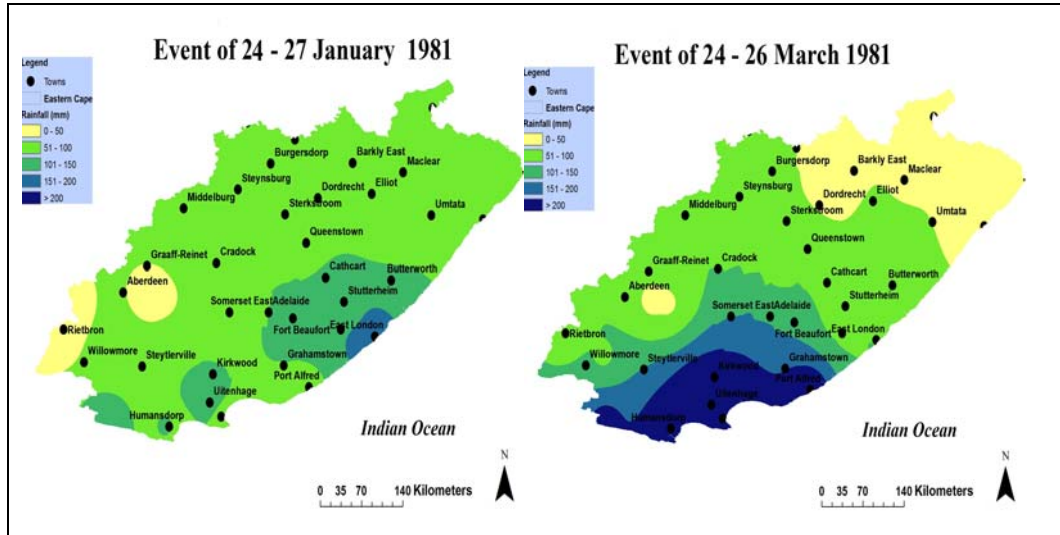 Event of 24 - 27 January 1981
Legend
Towns
Eastern Cape
Rainfall (mm)
0 - 50
51 - 100
101 - 150
151 - 200
> 200
Burgersdorp
Barkly East
Maclear
Steynsburg
Dordrecht
Elliot
Middelburg
Sterkstroom
Umtata
Queenstown
Graaff-Reinet
Cradock
Cathcart
Butterworth
Aberdeen
Stutterheim
Somerset East
Adelaide
Rietbron
Fort Beaufort
East London
Willowmore
Steytlerville
Kirkwood
Grahamstown
Port Alfred
Uitenhage
Humansdorp
Indian Ocean
N
0 35 70 140 Kilometers
Event of 24 - 26 March 1981
Legend
Towns
Eastern Cape
Rainfall (mm)
0 - 50
51 - 100
101 - 150
151 - 200
> 200
Burgersdorp
Barkly East
Maclear
Steynsburg
Dordrecht
Elliot
Middelburg
Sterkstroom
Umtata
Queenstown
Graaff-Reinet
Cradock
Cathcart
Butterworth
Aberdeen
Stutterheim
Somerset East
Adelaide
Rietbron
Fort Beaufort
East London
Willowmore
Steytlerville
Kirkwood
Grahamstown
Port Alfred
Uitenhage
Humansdorp
Indian Ocean
N
0 35 70 140 Kilometers